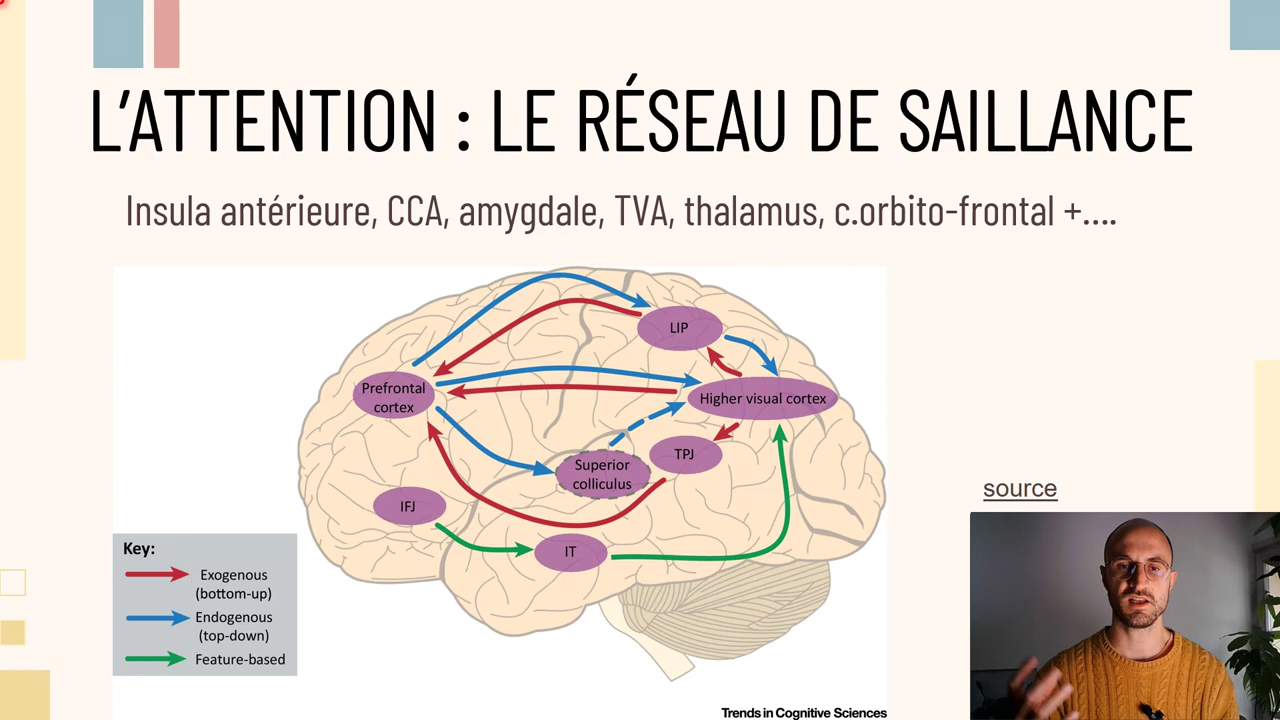 L'ATTENTION : LE RÉSEAU DE SAILLANCE
Insula antérieure, CCA, amygdale, TVA, thalamus, c.orbito-frontal +....
LIP
Prefrontal
cortex
Higher visual cortex
TPJ
Superior
colliculus
IFJ
IT
Key:
Exogenous
(bottom-up)
Endogenous
(top-down)
Feature-based
source
Trends in Cognitive Sciences